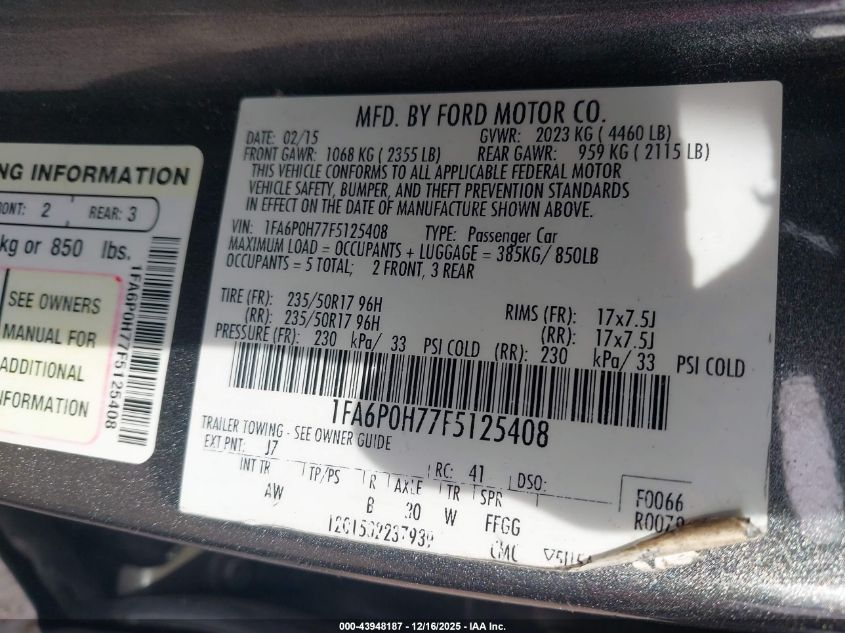 NG INFORMATION
RONT: 2 REAR: 3
kg or 850 lbs.
SEE OWNERS
MANUAL FOR
ADDITIONAL
INFORMATION
1FA6P0H77F5125408
MFD. BY FORD MOTOR CO.
DATE: 02/15 GVWR: 2023 KG ( 4460 LB)
FRONT GAWR: 1068 KG ( 2355 LB) REAR GAWR: 959 KG ( 2115 LB)
THIS VEHICLE CONFORMS TO ALL APPLICABLE FEDERAL MOTOR
VEHICLE SAFETY, BUMPER, AND THEFT PREVENTION STANDARDS
IN EFFECT ON THE DATE OF MANUFACTURE SHOWN ABOVE.
VIN: 1FA6P0H77F5125408 TYPE: Passenger Car
MAXIMUM LOAD = OCCUPANTS + LUGGAGE = 385KG/ 850LB
OCCUPANTS = 5 TOTAL; 2 FRONT, 3 REAR
TIRE (FR): 235/50R17 96H RIMS (FR): 17x7.5J
(RR): 235/50R17 96H (RR): 17x7.5J
PRESSURE (FR): 230 kPa/ 33 PSI COLD (RR): 230 kPa/ 33 PSI COLD
1FA6P0H77F5125408
TRAILER TOWING - SEE OWNER GUIDE
EXT PNT: J7 RC: 41 DSO:
INT TR TP/PS R AXLE TR SPR F0066
AW B 30 W FFGG
CMC
000-43948187 - 12/16/2025 - IAA Inc.